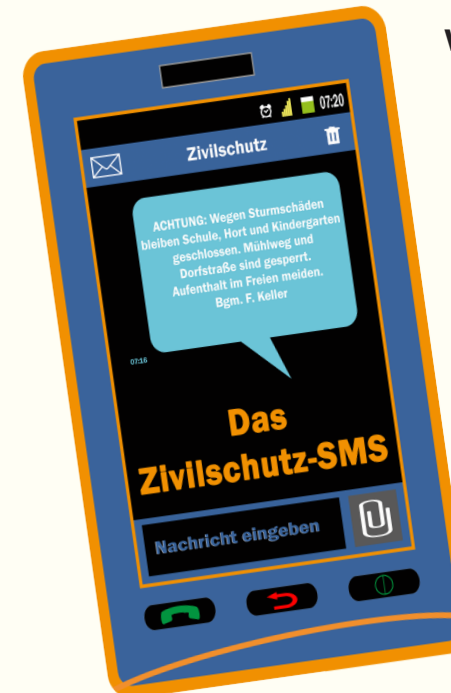 07:20
Zivilschutz
ACHTUNG: Wegen Sturmschäden
bleiben Schule, Hort und Kindergarten
geschlossen. Mühlweg und
Dorfstraße sind gesperrt.
Aufenthalt im Freien meiden.
Bgm. F. Keller
07:16
Das
Zivilschutz-SMS
Nachricht eingeben